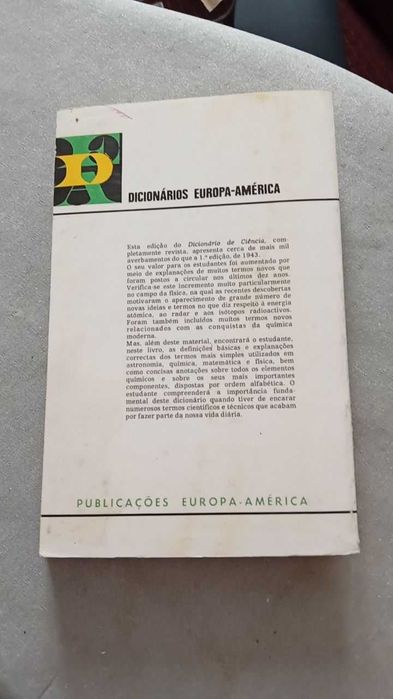 DICIONÁRIOS EUROPA-AMÉRICA
Esta edição do Dicionário de Ciência, com-
pletamente revista, apresenta cerca de mais mil
averbamentos do que a 1.ª edição, de 1943.
O seu valor para os estudantes foi aumentado por
meio de explanações de muitos termos novos que
foram postos a circular nos últimos dez anos.
Verifica-se este incremento muito particularmente
no campo da física, na qual as recentes descobertas
motivaram o aparecimento de grande número de
novas ideias e termos no que diz respeito à energia
atómica, ao radar e aos isótopos radioactivos.
Foram também incluídos muitos termos novos
relacionados com as conquistas da química
moderna.
Mas, além deste material, encontrará o estudante,
neste livro, as definições básicas e explanações
correctas dos termos mais simples utilizados em
astronomia, química, matemática e física, bem
como concisas anotações sobre todos os elementos
químicos e sobre os seus mais importantes
componentes, dispostas por ordem alfabética. O
estudante compreenderá a importância funda-
mental deste dicionário quando tiver de encarar
numerosos termos científicos e técnicos que acabam
por fazer parte da nossa vida diária.
PUBLICAÇÕES EUROPA-AMÉRICA